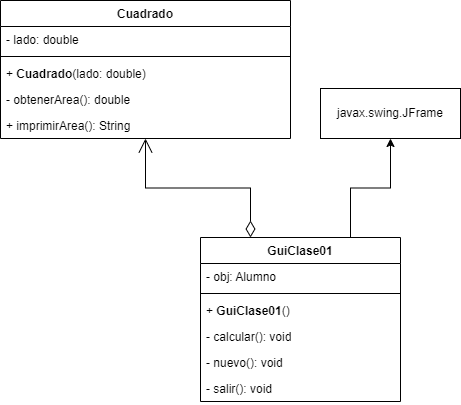 Cuadrado
- lado: double
+ Cuadrado(lado: double)
- obtenerArea(): double
+ imprimirArea(): String
javax.swing.JFrame
GuiClase01
- obj: Alumno
+ GuiClase01()
- calcular(): void
- nuevo(): void
- salir(): void